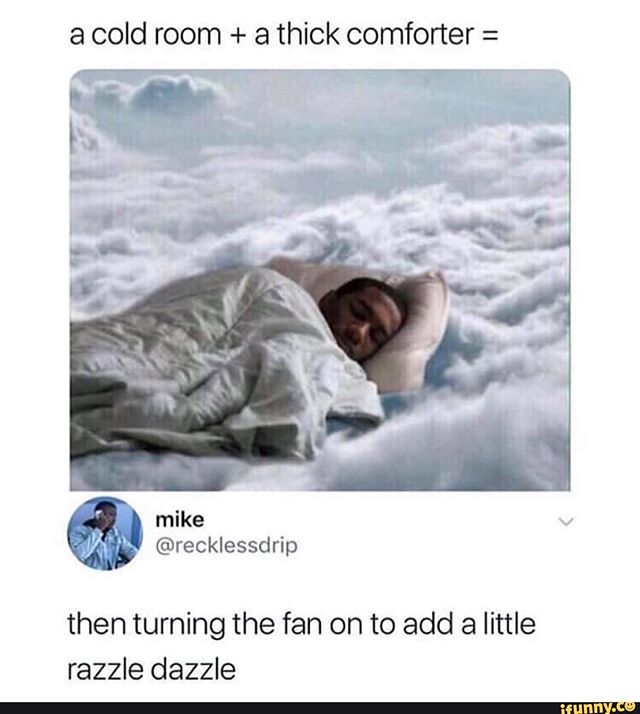 a cold room + a thick comforter =
mike
@recklessdrip
then turning the fan on to add a little
razzle dazzle
ifunny.co